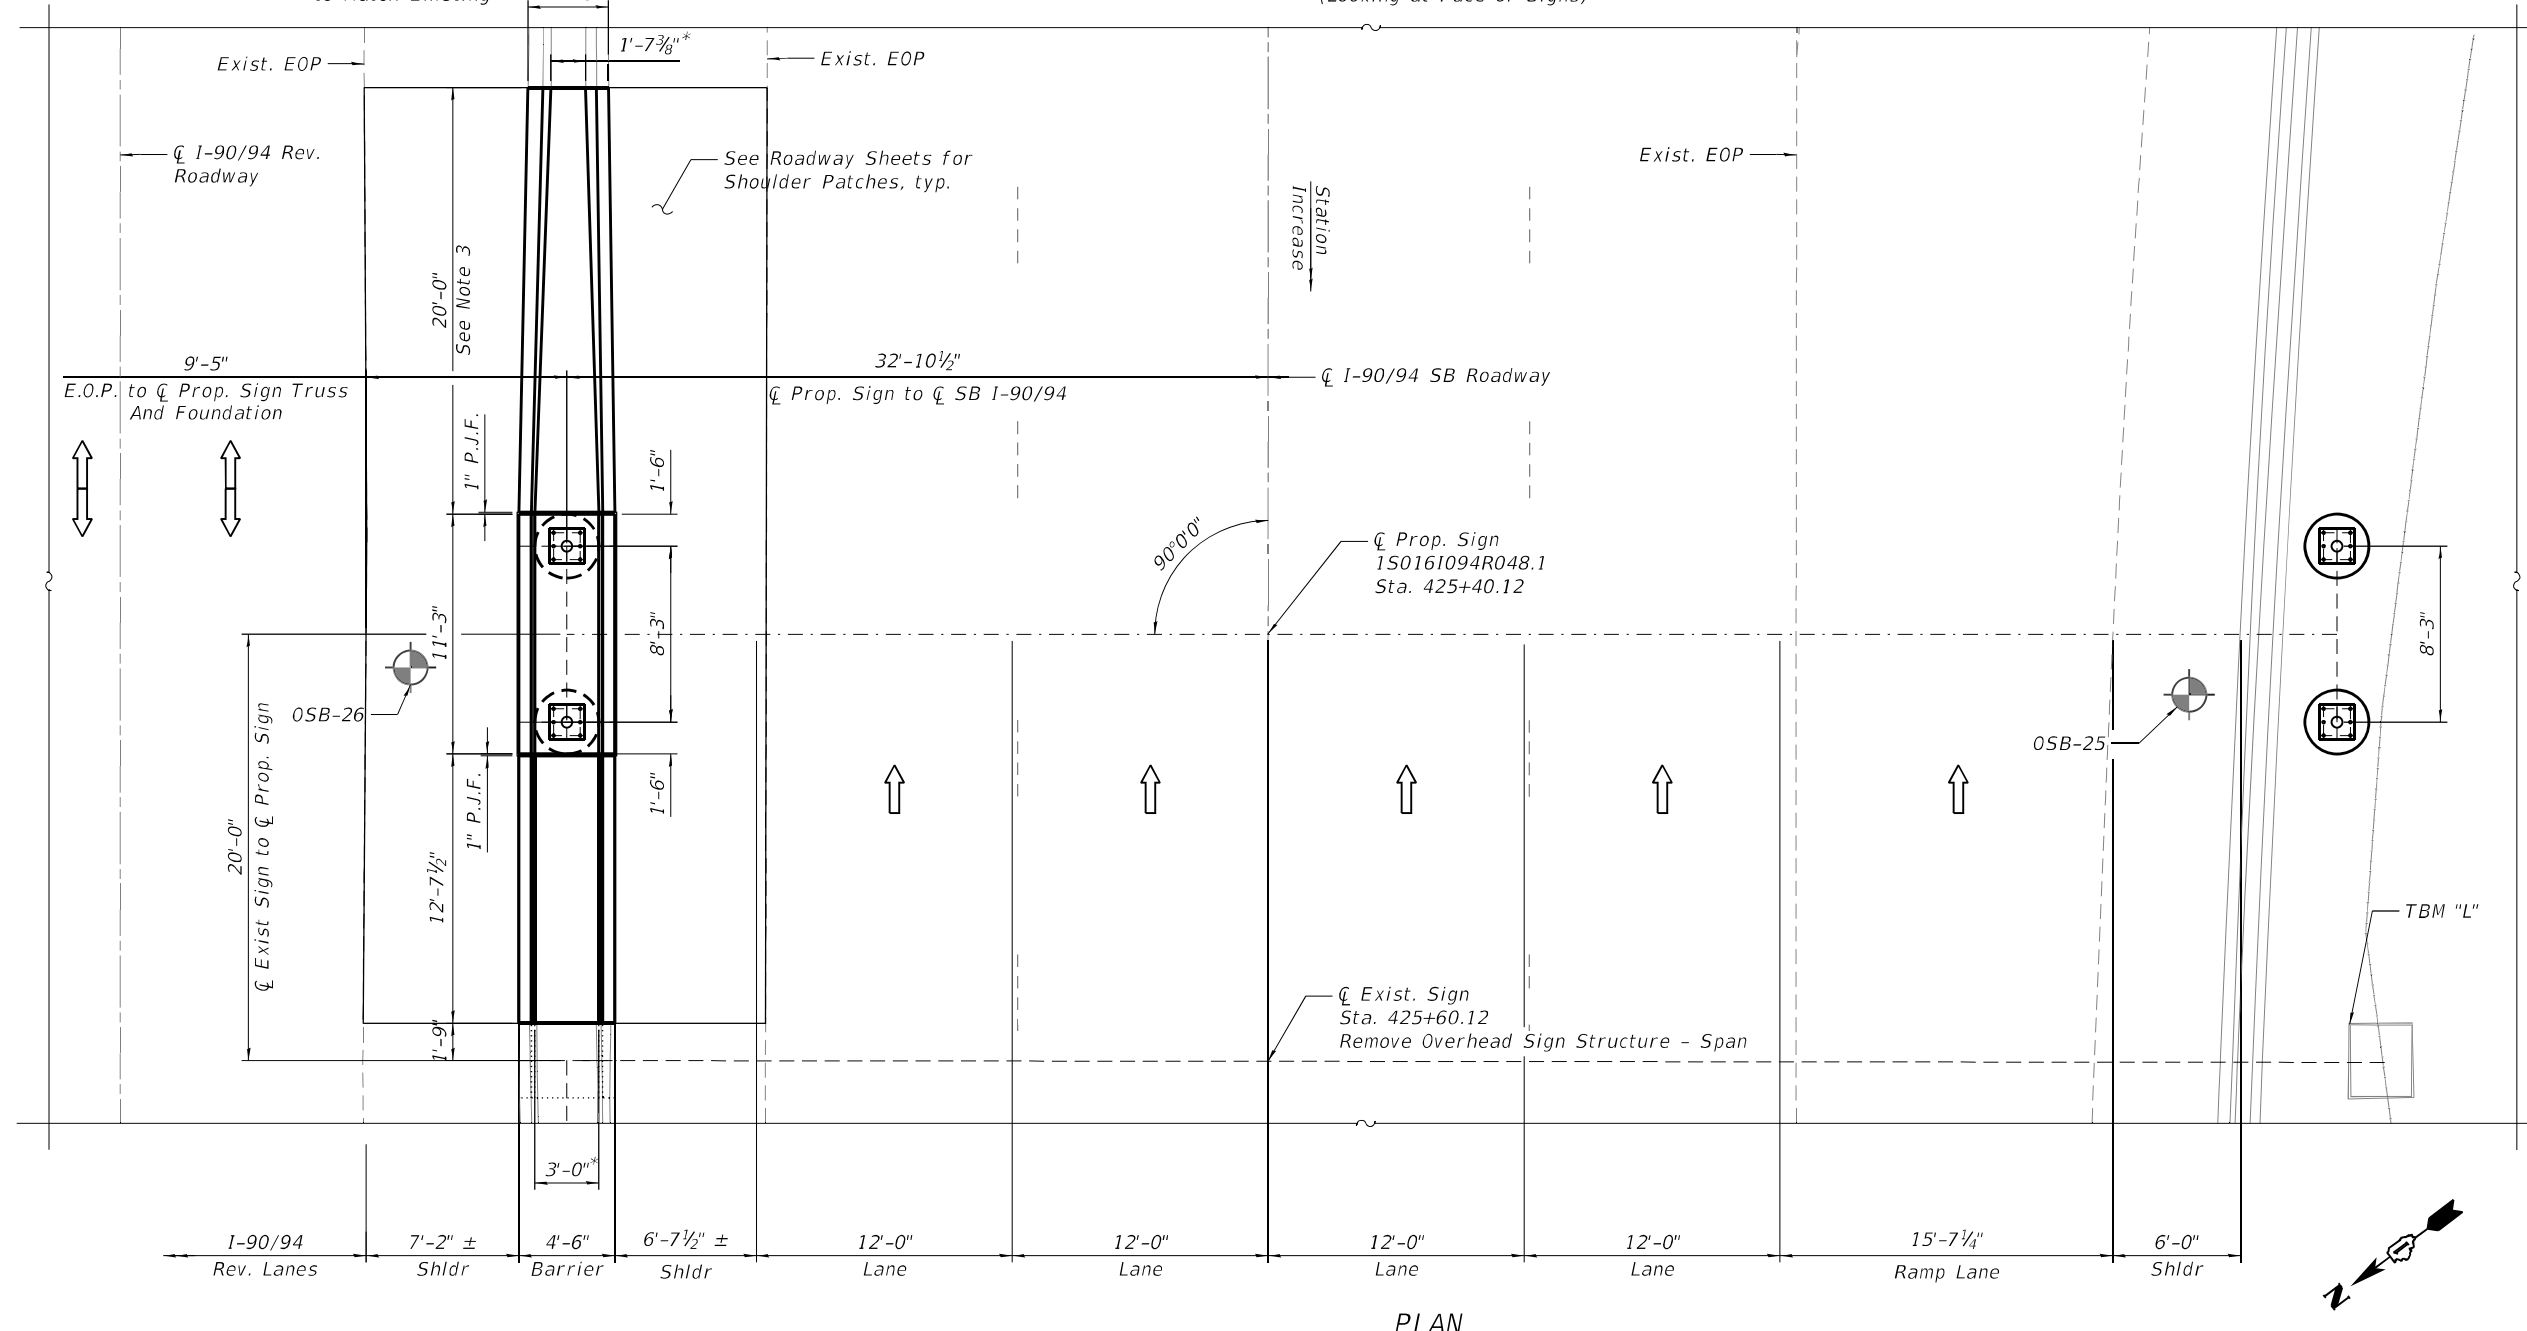 1'-7⅜"*
Exist. EOP
Exist. EOP
℄ I-90/94 Rev.
Roadway
See Roadway Sheets for
Shoulder Patches, typ.
Exist. EOP
Station
Increase
20'-0"
See Note 3
9'-5"
E.O.P. to ℄ Prop. Sign Truss
And Foundation
32'-10½"
℄ Prop. Sign to ℄ SB I-90/94
℄ I-90/94 SB Roadway
1" P.J.F.
1'-6"
90°0'0"
℄ Prop. Sign
1S016I094R048.1
Sta. 425+40.12
11'-3"
8'-3"
8'-3"
OSB-26
OSB-25
1'-6"
1" P.J.F.
20'-0"
℄ Exist Sign to ℄ Prop. Sign
12'-7½"
TBM "L"
1'-9"
℄ Exist. Sign
Sta. 425+60.12
Remove Overhead Sign Structure - Span
3'-0"*
I-90/94
Rev. Lanes
7'-2" ±
Shldr
4'-6"
Barrier
6'-7½" ±
Shldr
12'-0"
Lane
12'-0"
Lane
12'-0"
Lane
12'-0"
Lane
15'-7¼"
Ramp Lane
6'-0"
Shldr
N
PLAN